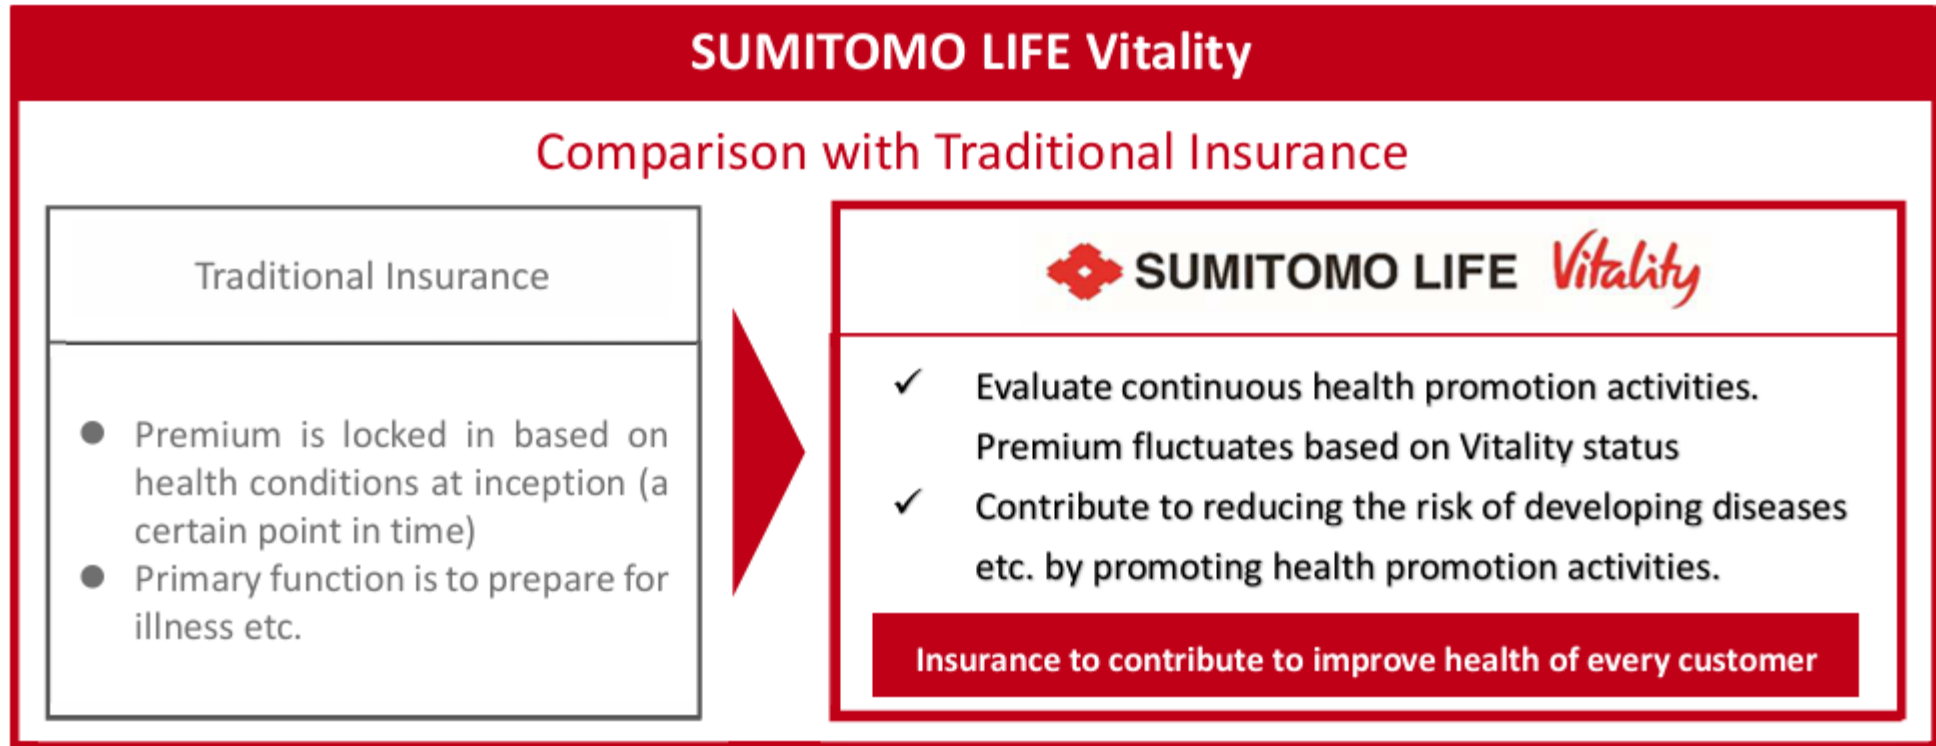 SUMITOMO LIFE Vitality
Comparison with Traditional Insurance
Traditional Insurance
● Premium is locked in based on
health conditions at inception (a
certain point in time)
● Primary function is to prepare for
illness etc.
SUMITOMO LIFE Vitality
✓ Evaluate continuous health promotion activities.
Premium fluctuates based on Vitality status
✓ Contribute to reducing the risk of developing diseases
etc. by promoting health promotion activities.
Insurance to contribute to improve health of every customer